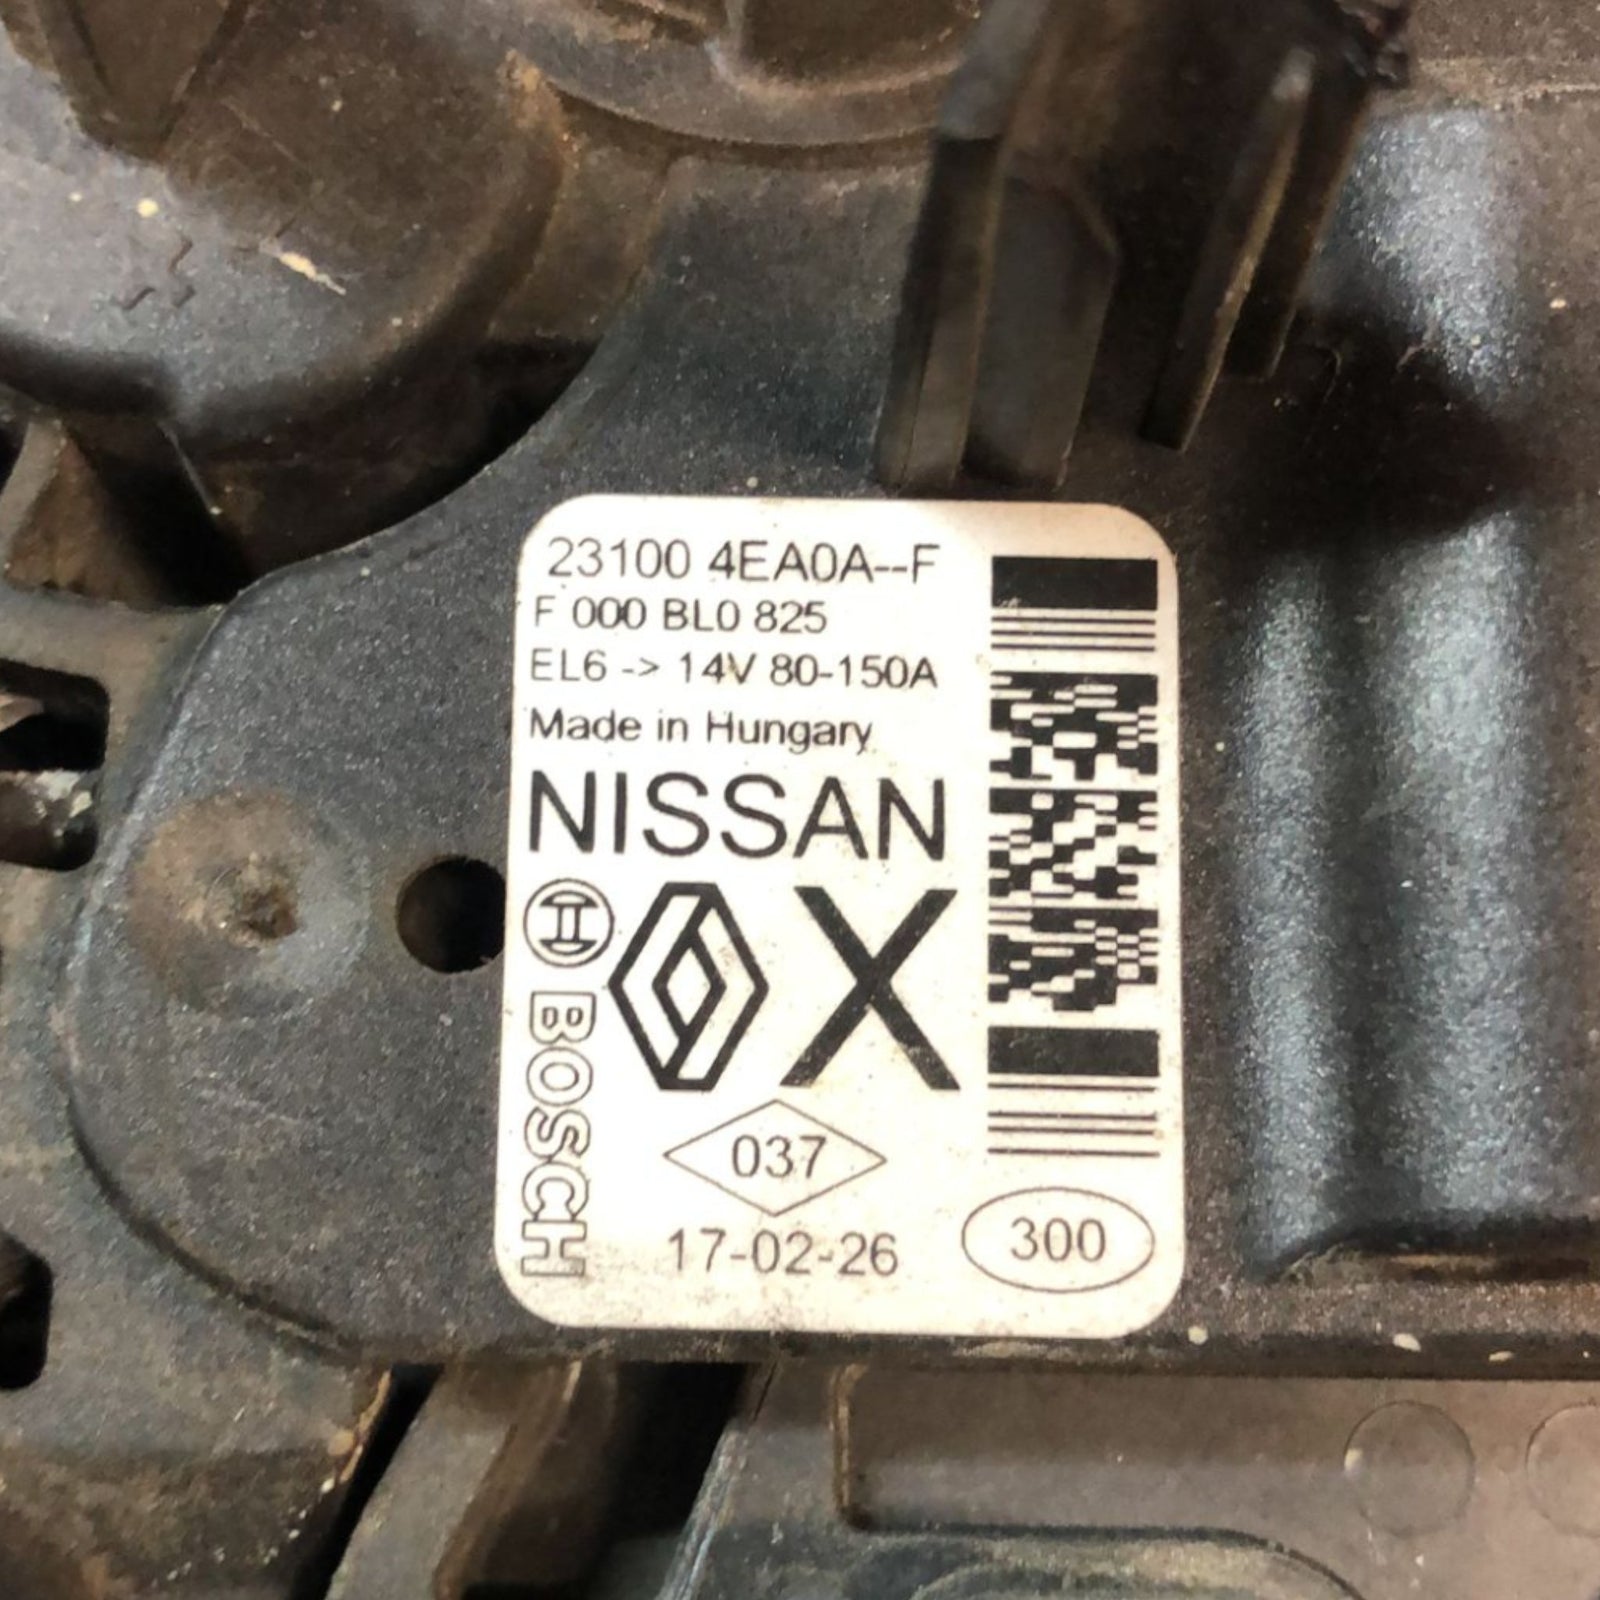 23100 4EA0A--F
F 000 BL0 825
EL6 -> 14V 80-150A
Made in Hungary
NISSAN
BOSCH
X
037
17-02-26
300